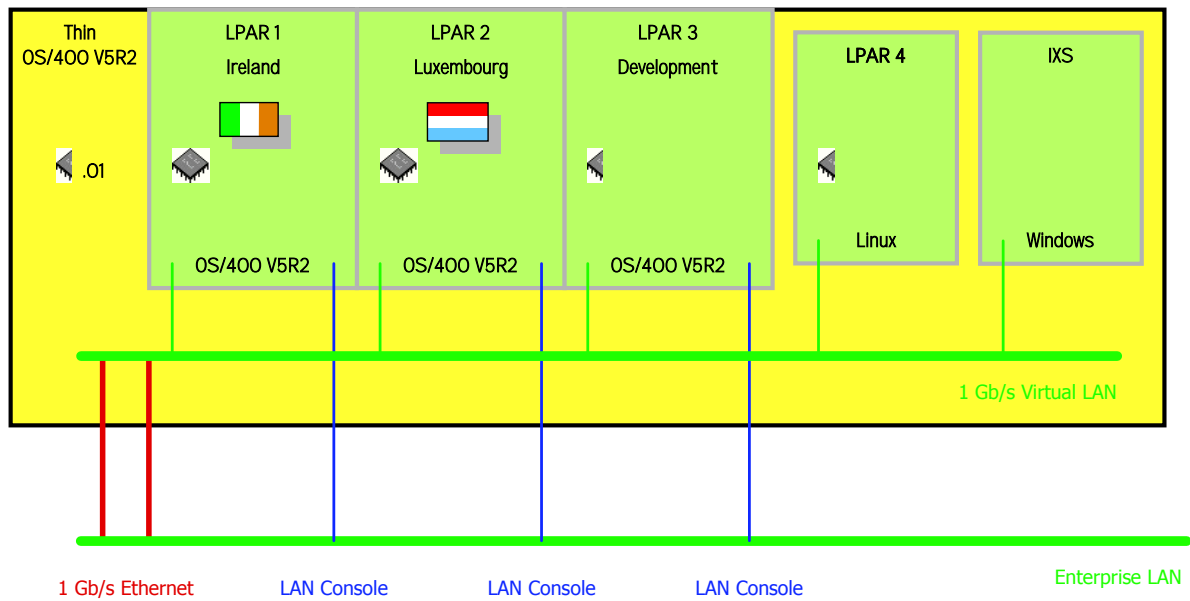 Thin
OS/400 V5R2
.01
LPAR 1
Ireland
OS/400 V5R2
LPAR 2
Luxembourg
OS/400 V5R2
LPAR 3
Development
OS/400 V5R2
LPAR 4
Linux
IXS
Windows
1 Gb/s Virtual LAN
1 Gb/s Ethernet
LAN Console
LAN Console
LAN Console
Enterprise LAN